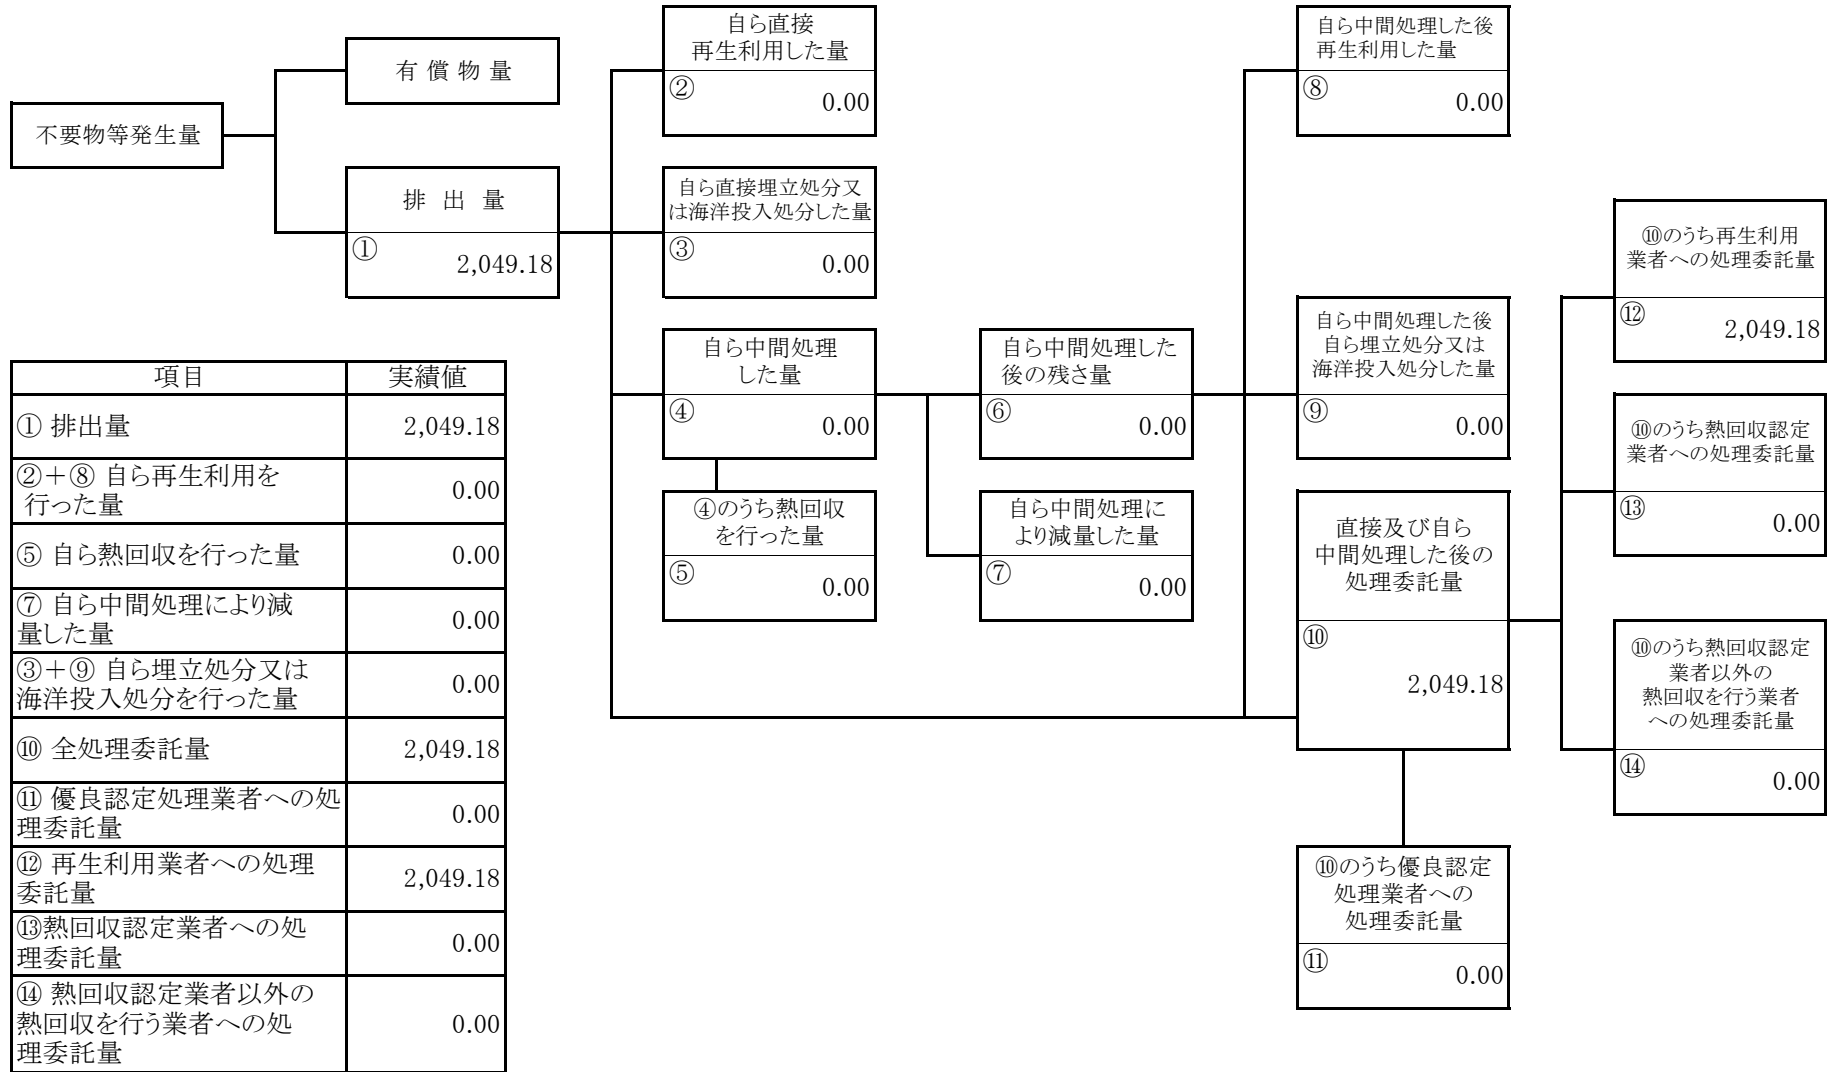 不要物等発生量
有償物量
排出量
①
2,049.18
自ら直接
再生利用した量
②
0.00
自ら直接埋立処分又
は海洋投入処分した量
③
0.00
自ら中間処理
した量
④
0.00
④のうち熱回収
を行った量
⑤
0.00
自ら中間処理した
後の残さ量
⑥
0.00
自ら中間処理に
より減量した量
⑦
0.00
自ら中間処理した後
再生利用した量
⑧
0.00
自ら中間処理した後
自ら埋立処分又は
海洋投入処分した量
⑨
0.00
直接及び自ら
中間処理した後の
処理委託量
⑩
2,049.18
⑩のうち優良認定
処理業者への
処理委託量
⑪
0.00
⑩のうち再生利用
業者への処理委託量
⑫
2,049.18
⑩のうち熱回収認定
業者への処理委託量
⑬
0.00
⑩のうち熱回収認定
業者以外の
熱回収を行う業者
への処理委託量
⑭
0.00
項目 実績値
① 排出量 2,049.18
②+⑧ 自ら再生利用を
行った量 0.00
⑤ 自ら熱回収を行った量 0.00
⑦ 自ら中間処理により減
量した量 0.00
③+⑨ 自ら埋立処分又は
海洋投入処分を行った量 0.00
⑩ 全処理委託量 2,049.18
⑪ 優良認定処理業者への処
理委託量 0.00
⑫ 再生利用業者への処理
委託量 2,049.18
⑬熱回収認定業者への処
理委託量 0.00
⑭ 熱回収認定業者以外の
熱回収を行う業者への処
理委託量 0.00